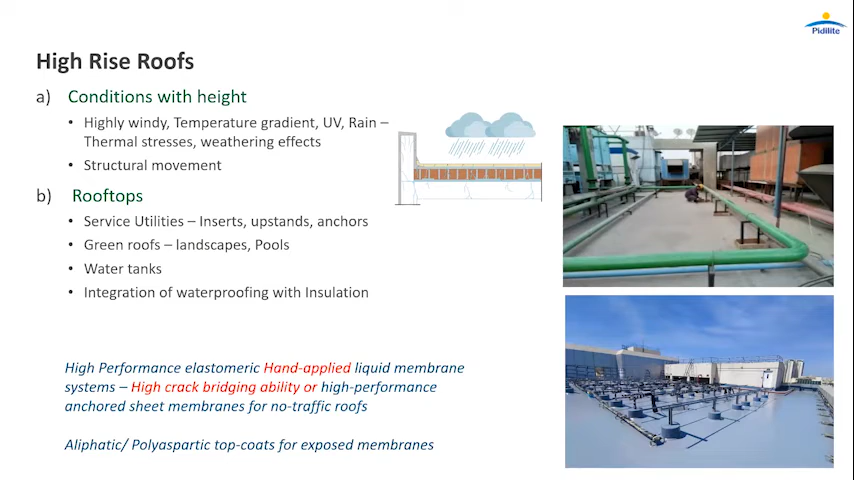 Pidilite
High Rise Roofs
a) Conditions with height
• Highly windy, Temperature gradient, UV, Rain –
Thermal stresses, weathering effects
• Structural movement
b) Rooftops
• Service Utilities – Inserts, upstands, anchors
• Green roofs – landscapes, Pools
• Water tanks
• Integration of waterproofing with Insulation
High Performance elastomeric Hand-applied liquid membrane
systems – High crack bridging ability or high-performance
anchored sheet membranes for no-traffic roofs
Aliphatic/ Polyaspartic top-coats for exposed membranes